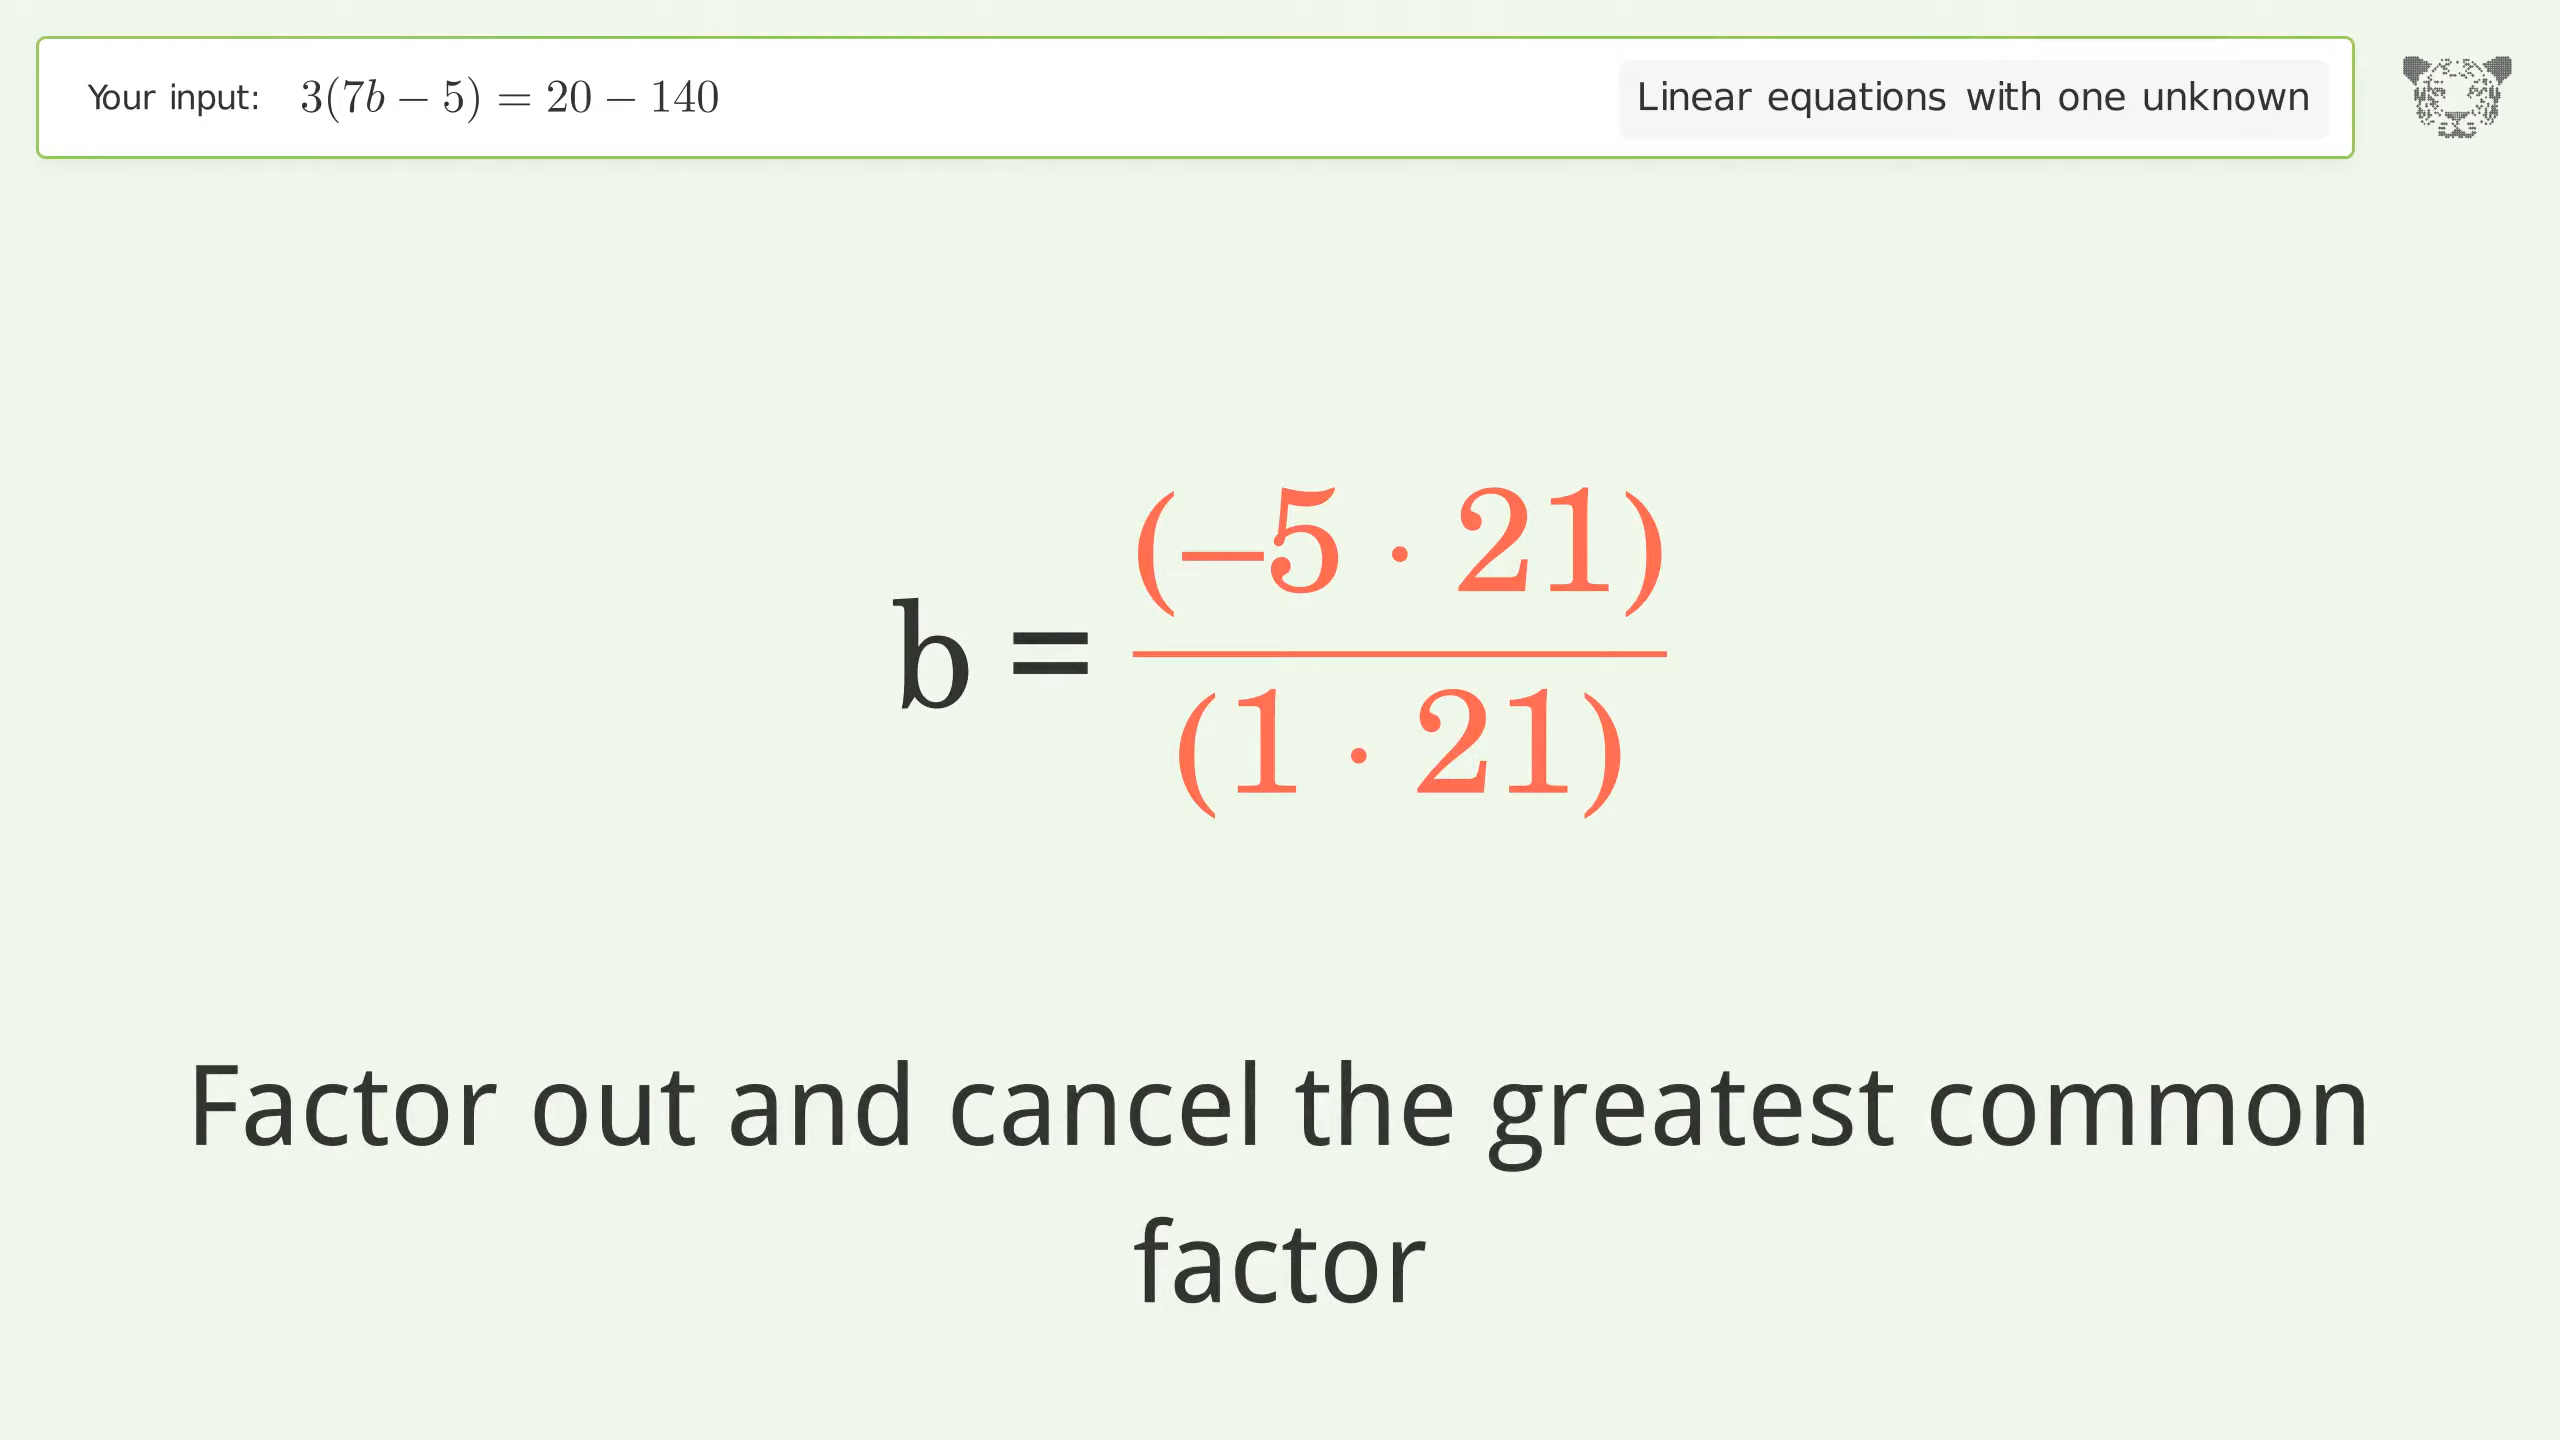 Your input: 3(7b − 5) = 20 − 140
Linear equations with one unknown
b = (–5 · 21) / (1 · 21)
Factor out and cancel the greatest common
factor